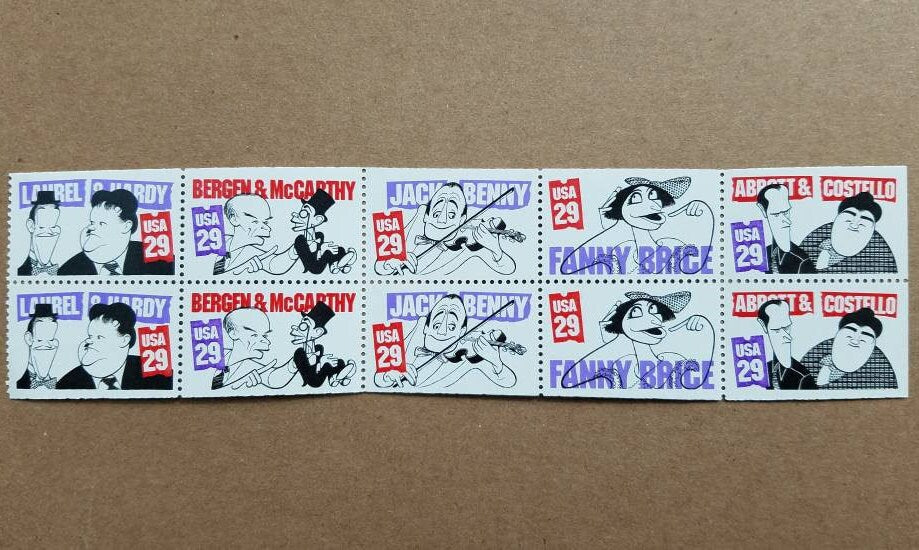 LAUREL & HARDY
USA
29
BERGEN & McCARTHY
USA
29
JACK BENNY
USA
29
USA
29
FANNY BRICE
ABBOTT & COSTELLO
USA
29
LAUREL & HARDY
USA
29
BERGEN & McCARTHY
USA
29
JACK BENNY
USA
29
USA
29
FANNY BRICE
ABBOTT & COSTELLO
USA
29